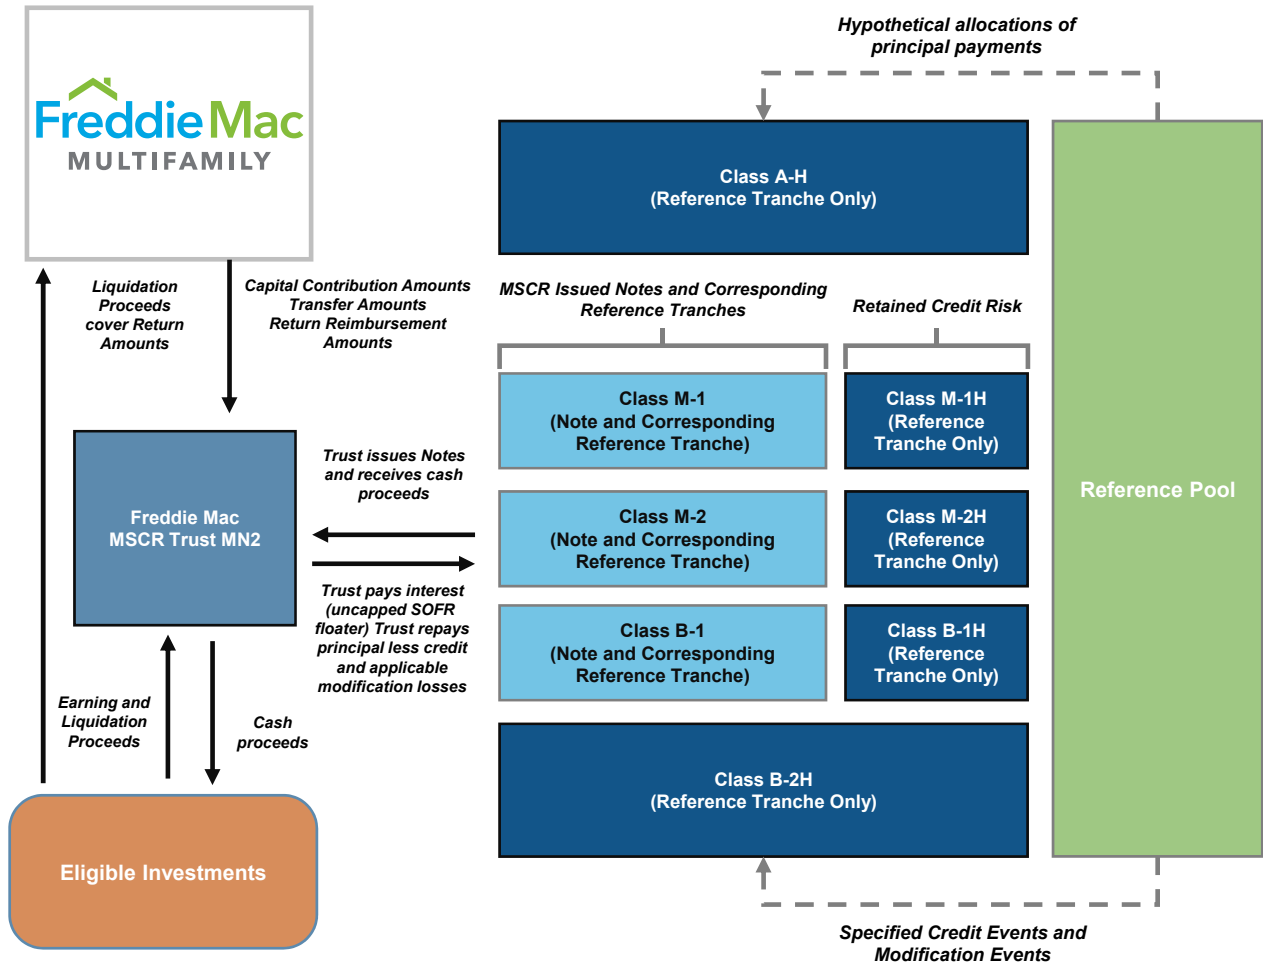 Freddie Mac
MULTIFAMILY
Hypothetical allocations of
principal payments
Class A-H
(Reference Tranche Only)
Liquidation
Proceeds
cover Return
Amounts
Capital Contribution Amounts
Transfer Amounts
Return Reimbursement
Amounts
MSCR Issued Notes and Corresponding
Reference Tranches
Retained Credit Risk
Class M-1
(Note and Corresponding
Reference Tranche)
Class M-1H
(Reference
Tranche Only)
Reference Pool
Freddie Mac
MSCR Trust MN2
Trust issues Notes
and receives cash
proceeds
Class M-2
(Note and Corresponding
Reference Tranche)
Class M-2H
(Reference
Tranche Only)
Trust pays interest
(uncapped SOFR
floater) Trust repays
principal less credit
and applicable
modification losses
Class B-1
(Note and Corresponding
Reference Tranche)
Class B-1H
(Reference
Tranche Only)
Earning and
Liquidation
Proceeds
Cash
proceeds
Class B-2H
(Reference Tranche Only)
Eligible Investments
Specified Credit Events and
Modification Events